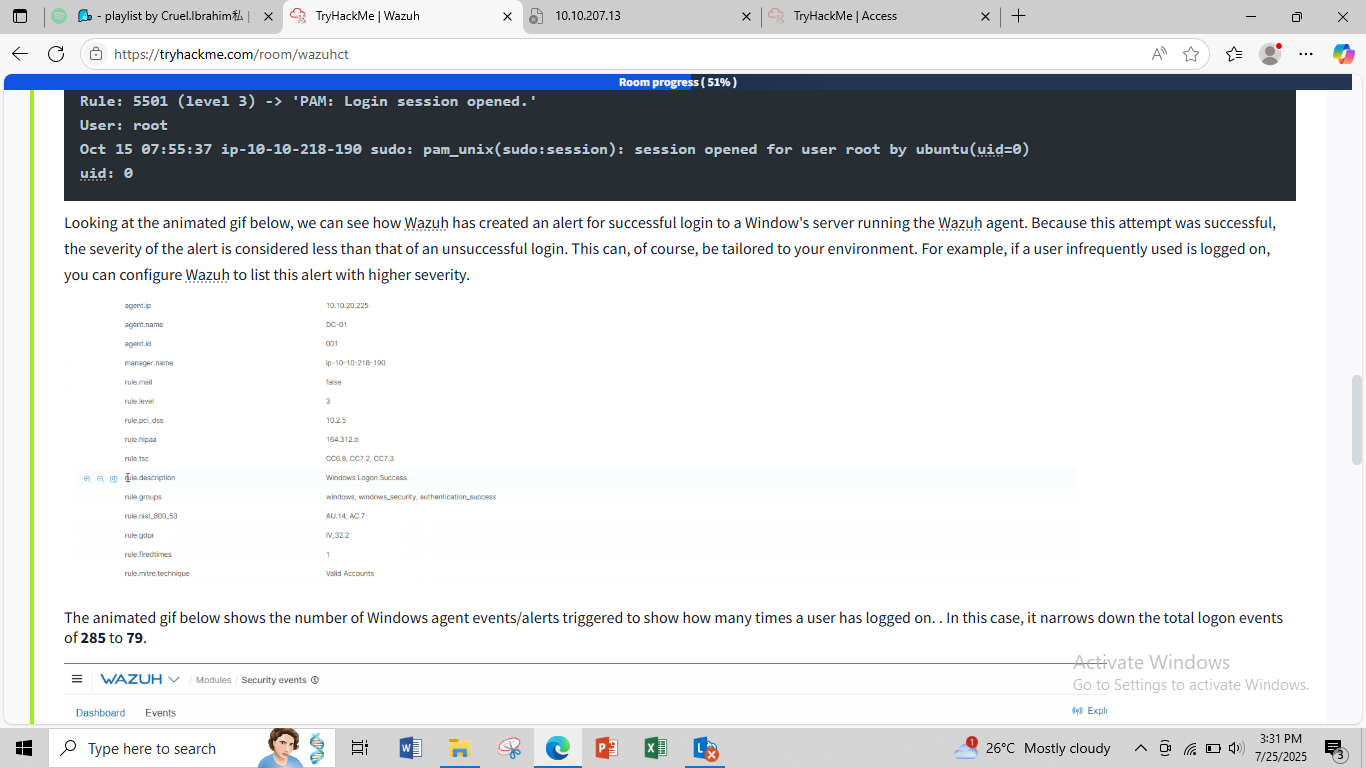 - playlist by Cruel.Ibrahim私 |
TryHackMe | Wazuh
10.10.207.13
TryHackMe | Access
https://tryhackme.com/room/wazuhct
Room progress ( 51% )
Rule: 5501 (level 3) -> 'PAM: Login session opened.'
User: root
Oct 15 07:55:37 ip-10-10-218-190 sudo: pam_unix(sudo:session): session opened for user root by ubuntu(uid=0)
uid: 0
Looking at the animated gif below, we can see how Wazuh has created an alert for successful login to a Window's server running the Wazuh agent. Because this attempt was successful,
the severity of the alert is considered less than that of an unsuccessful login. This can, of course, be tailored to your environment. For example, if a user infrequently used is logged on,
you can configure Wazuh to list this alert with higher severity.
agent.ip 10.10.20.225
agent.name DC-01
agent.id 001
manager.name ip-10-10-218-190
rule.mail false
rule.level 3
rule.pci_dss 10.2.5
rule.hipaa 164.312.b
rule.tsc CC6.8, CC7.2, CC7.3
rule.description Windows Logon Success
rule.groups windows, windows_security, authentication_success
rule.nist_800_53 AU.14, AC.7
rule.gdpr IV_32.2
rule.firedtimes 1
rule.mitre.technique Valid Accounts
The animated gif below shows the number of Windows agent events/alerts triggered to show how many times a user has logged on. . In this case, it narrows down the total logon events
of 285 to 79.
WAZUH / Modules / Security events
Dashboard Events
Explo
Activate Windows
Go to Settings to activate Windows.
Type here to search
1
26°C Mostly cloudy
3:31 PM
7/25/2025
3